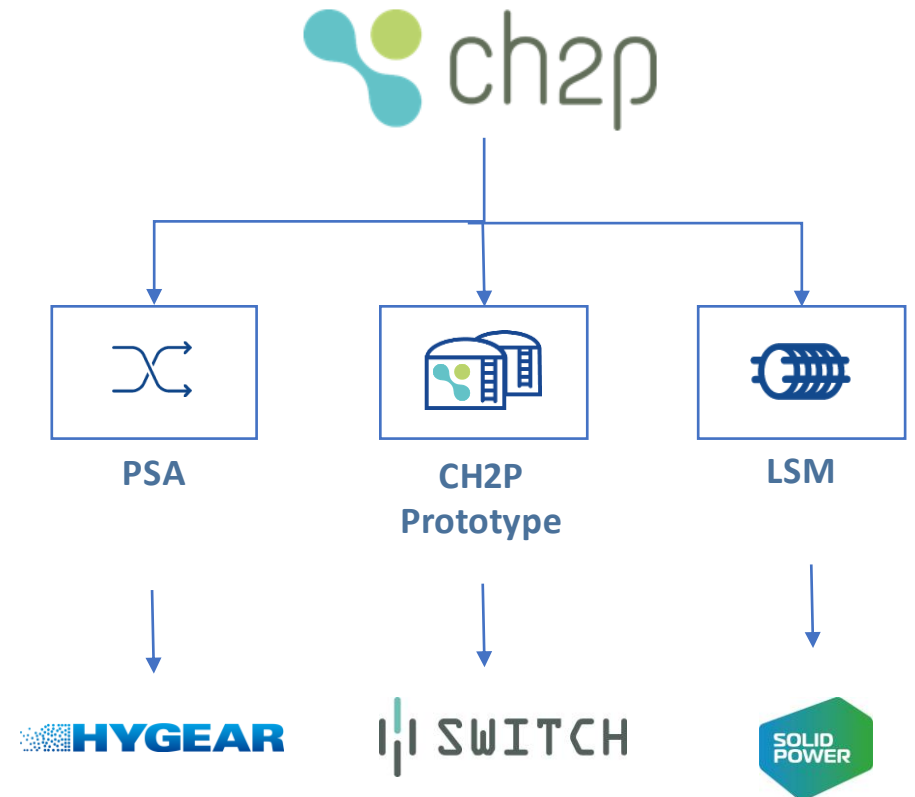 ch2p
PSA
CH2P
Prototype
LSM
HYGEAR
SWITCH
SOLID
POWER